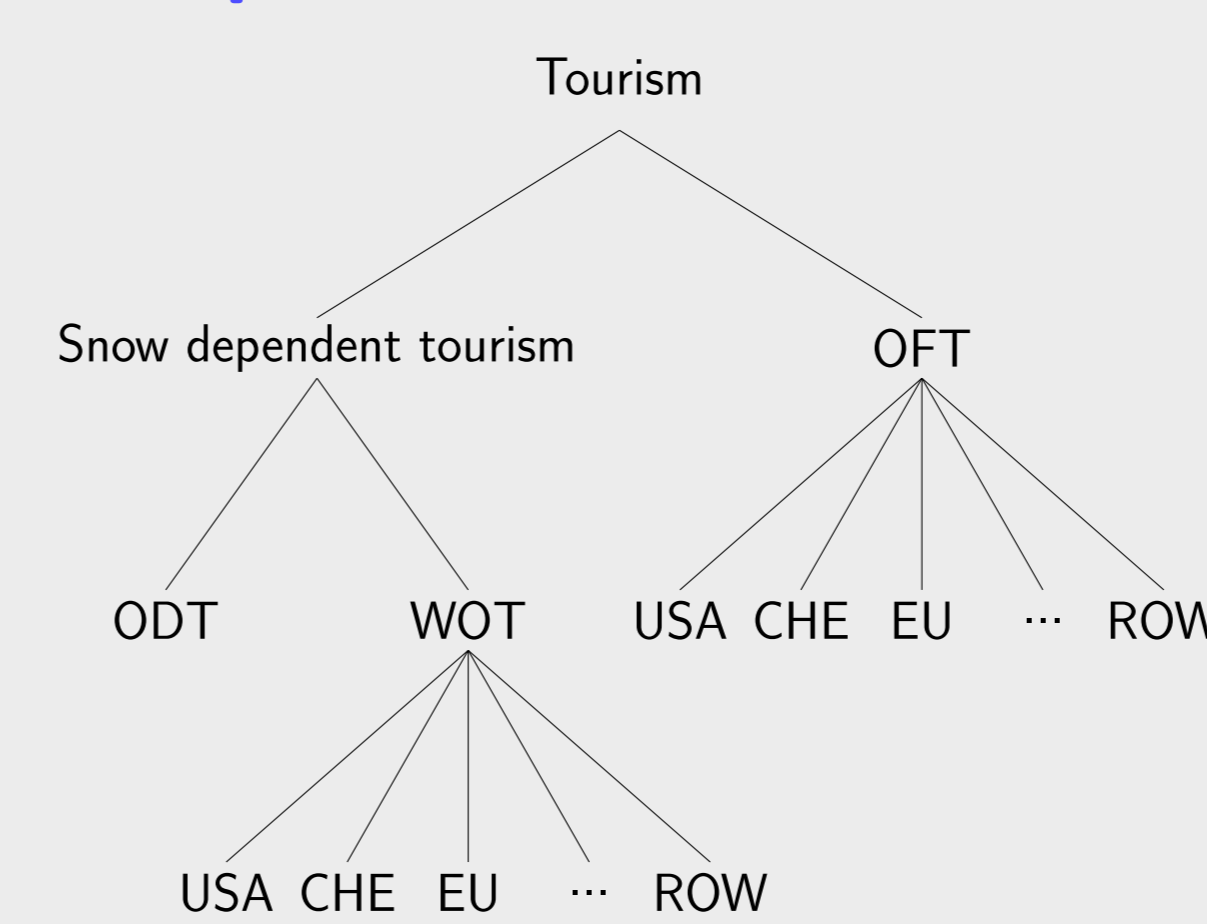 Tourism
Snow dependent tourism OFT
ODT WOT USA CHE EU ... ROW
USA CHE EU ... ROW